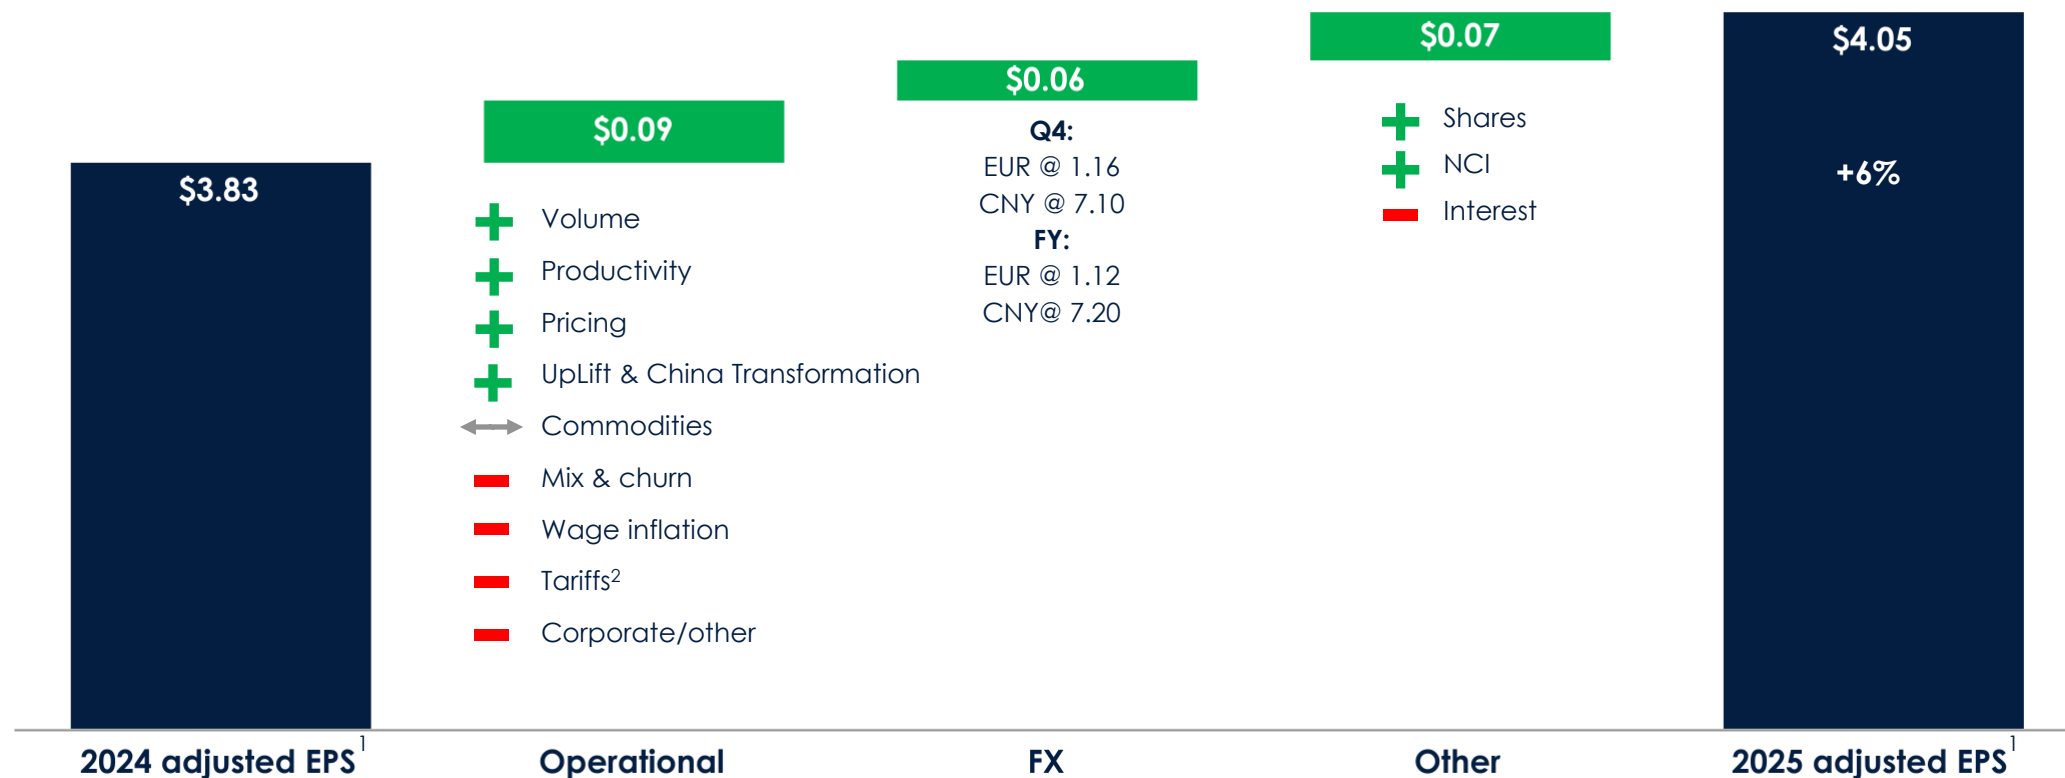 $3.83
$0.09
Volume
Productivity
Pricing
UpLift & China Transformation
Commodities
Mix & churn
Wage inflation
Tariffs²
Corporate/other
$0.06
Q4:
EUR @ 1.16
CNY @ 7.10
FY:
EUR @ 1.12
CNY@ 7.20
$0.07
Shares
NCI
Interest
$4.05
+6%
2024 adjusted EPS¹
Operational
FX
Other
2025 adjusted EPS¹